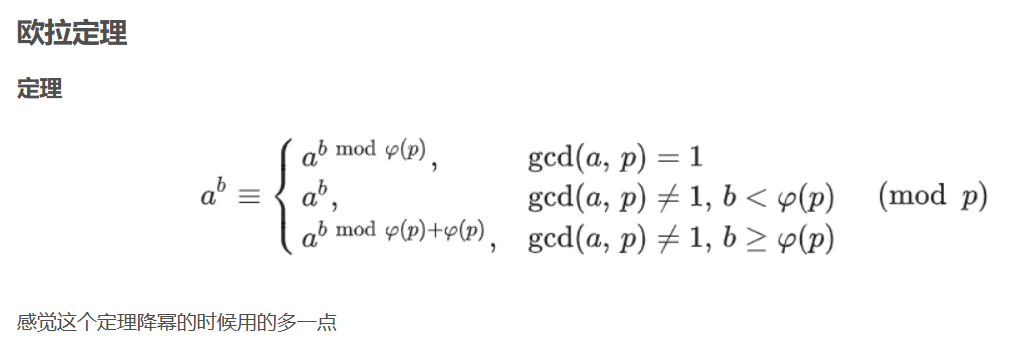 欧拉定理
定理
a^b ≡ { a^{b mod φ(p)}, gcd(a, p) = 1
a^b, gcd(a, p) ≠ 1, b < φ(p) (mod p)
a^{b mod φ(p)+φ(p)}, gcd(a, p) ≠ 1, b ≥ φ(p)
感觉这个定理降幂的时候用的多一点